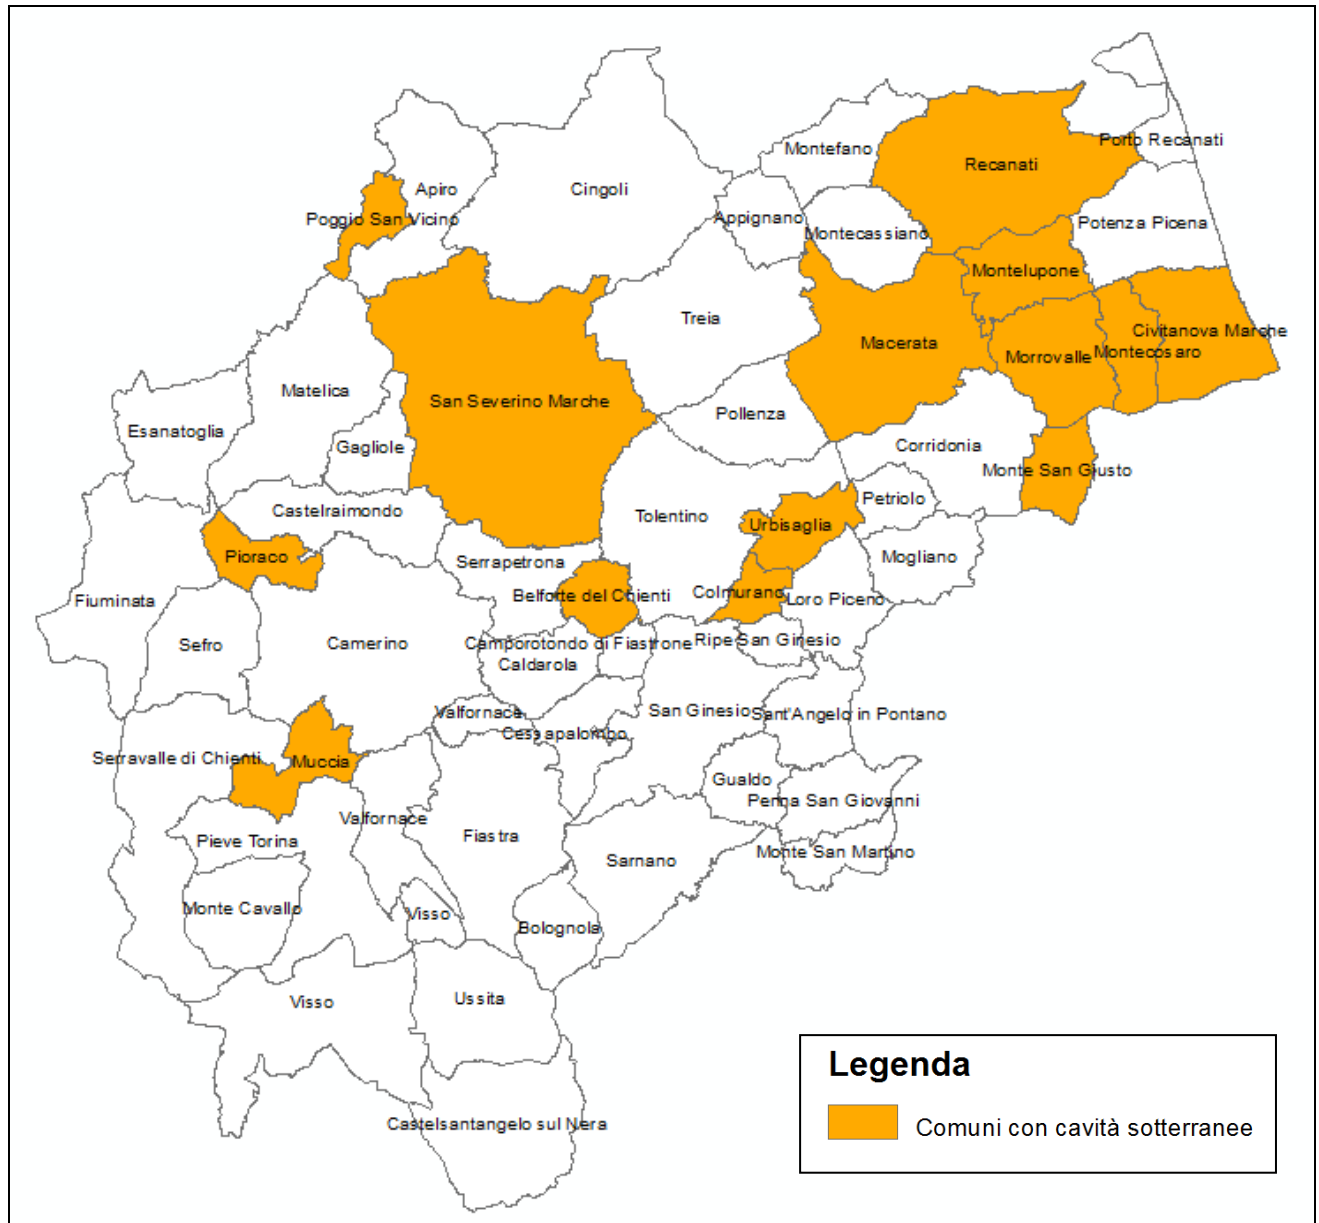 Porto Recanati
Montefano
Recanati
Apiro
Cingoli
Poggio San Vicino
Appignano
Montecassiano
Potenza Picena
Montelupone
Treia
Macerata
Civitanova Marche
Montecosaro
Morrovalle
Matelica
San Severino Marche
Pollenza
Esanatoglia
Gagliole
Corridonia
Monte San Giusto
Petriolo
Castelraimondo
Tolentino
Urbisaglia
Pioraco
Serrapetrona
Mogliano
Fiuminata
Belforte del Chienti
Colmurano
Loro Piceno
Sefro
Camerino
Camporotondo di Fiastrone
Ripe San Ginesio
Caldarola
Valfornace
San Ginesio
Sant'Angelo in Pontano
Cessapalombo
Serravalle di Chienti
Muccia
Gualdo
Penna San Giovanni
Valfornace
Pieve Torina
Fiastra
Sarnano
Monte San Martino
Monte Cavallo
Visso
Bolognola
Visso
Ussita
Castelsantangelo sul Nera
Legenda
Comuni con cavità sotterranee